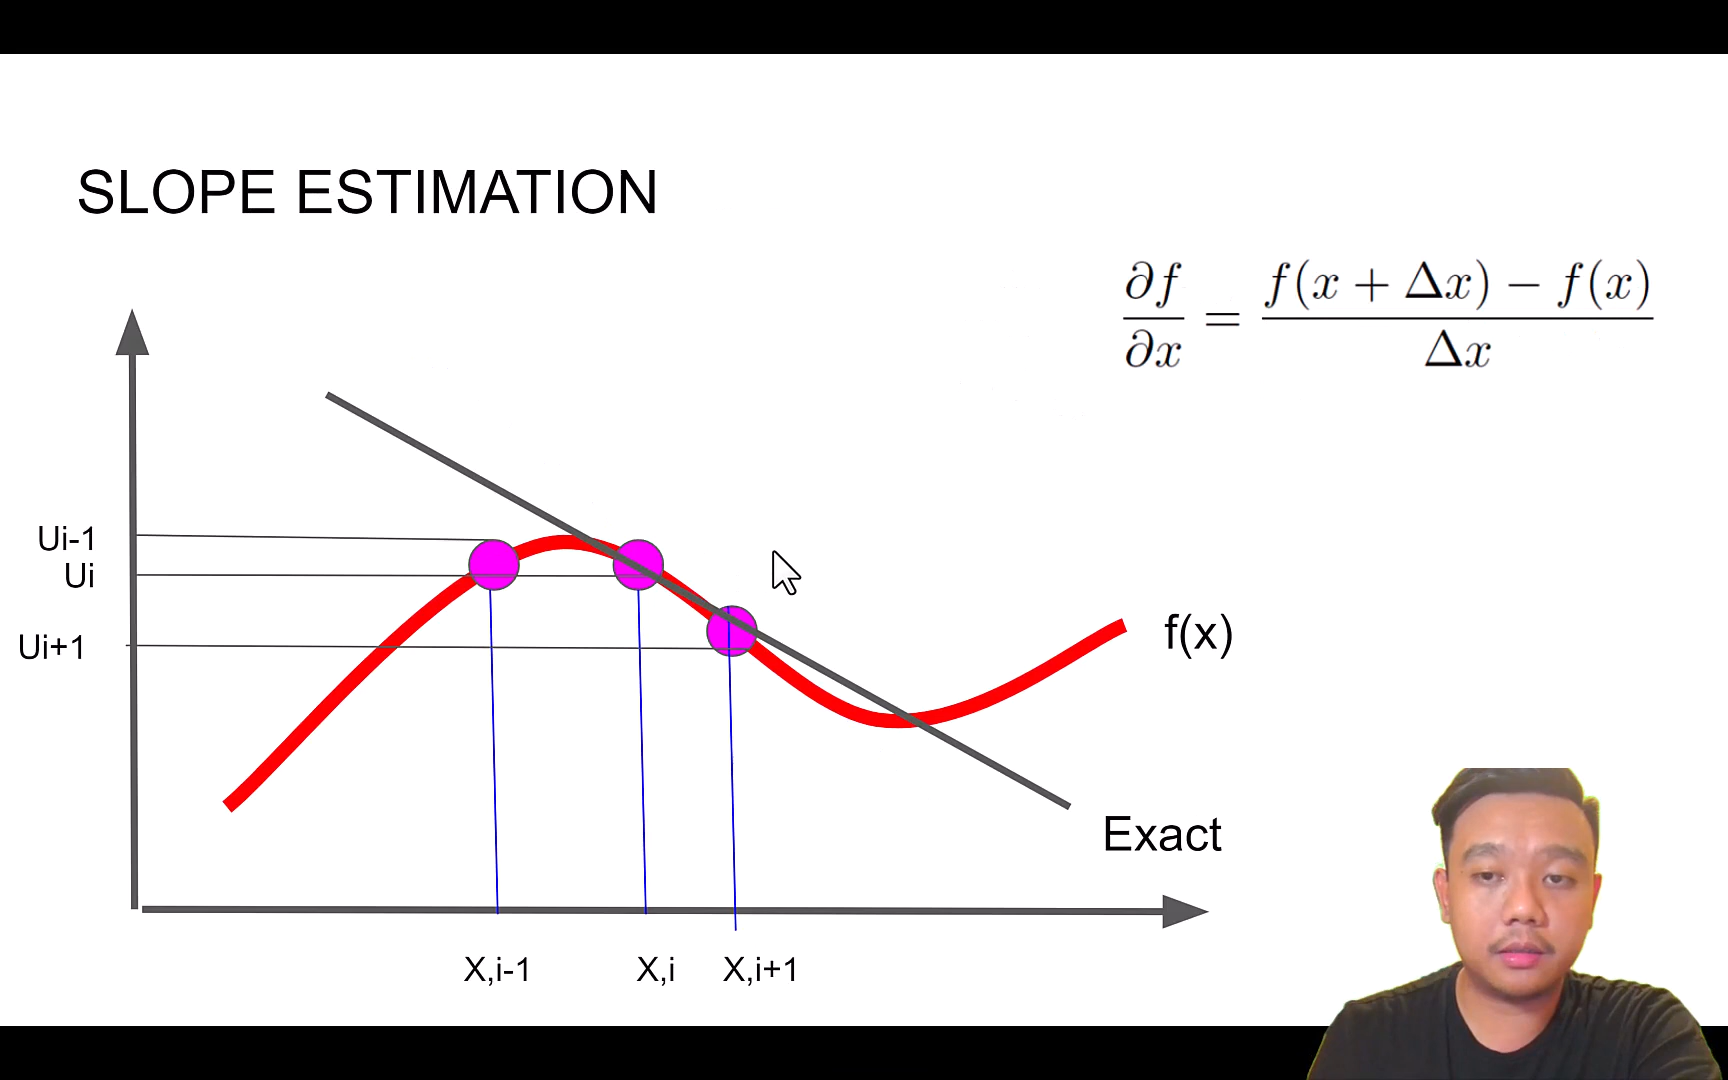 SLOPE ESTIMATION
∂f/∂x = (f(x + Δx) − f(x))/Δx
Ui-1
Ui
Ui+1
f(x)
Exact
X,i-1 X,i X,i+1